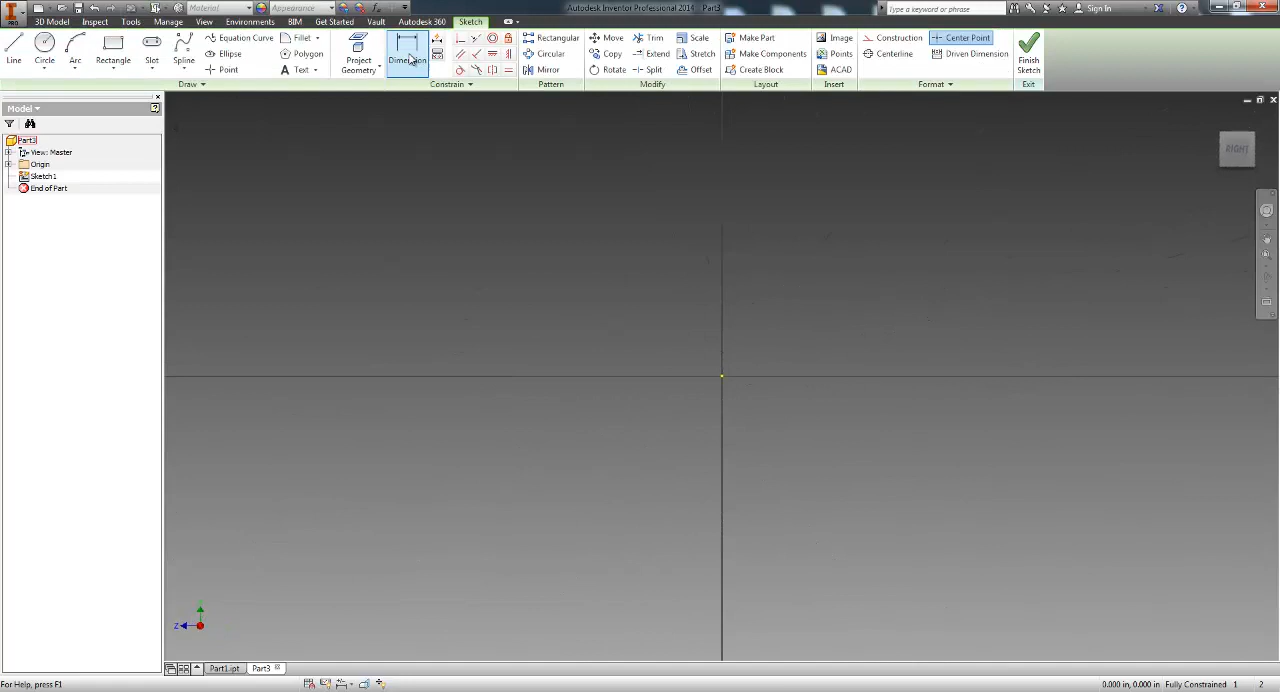 PRO
Material
Appearance
Autodesk Inventor Professional 2014   Part3
Type a keyword or phrase
Sign In
3D Model
Inspect
Tools
Manage
View
Environments
BIM
Get Started
Vault
Autodesk 360
Sketch
Line
Circle
Arc
Rectangle
Slot
Spline
Equation Curve
Ellipse
Point
Fillet
Polygon
A Text
Draw
Project
Geometry
Dimension
Constrain
Rectangular
Circular
Mirror
Pattern
Move
Copy
Rotate
Trim
Extend
Split
Scale
Stretch
Offset
Modify
Make Part
Make Components
Create Block
Layout
Image
Points
ACAD
Insert
Construction
Centerline
Center Point
Driven Dimension
Format
Finish
Sketch
Exit
Model
Part3
View: Master
Origin
Sketch1
End of Part
RIGHT
Z
Part1.ipt
Part3
For Help, press F1
0.000 in, 0.000 in Fully Constrained 1 2